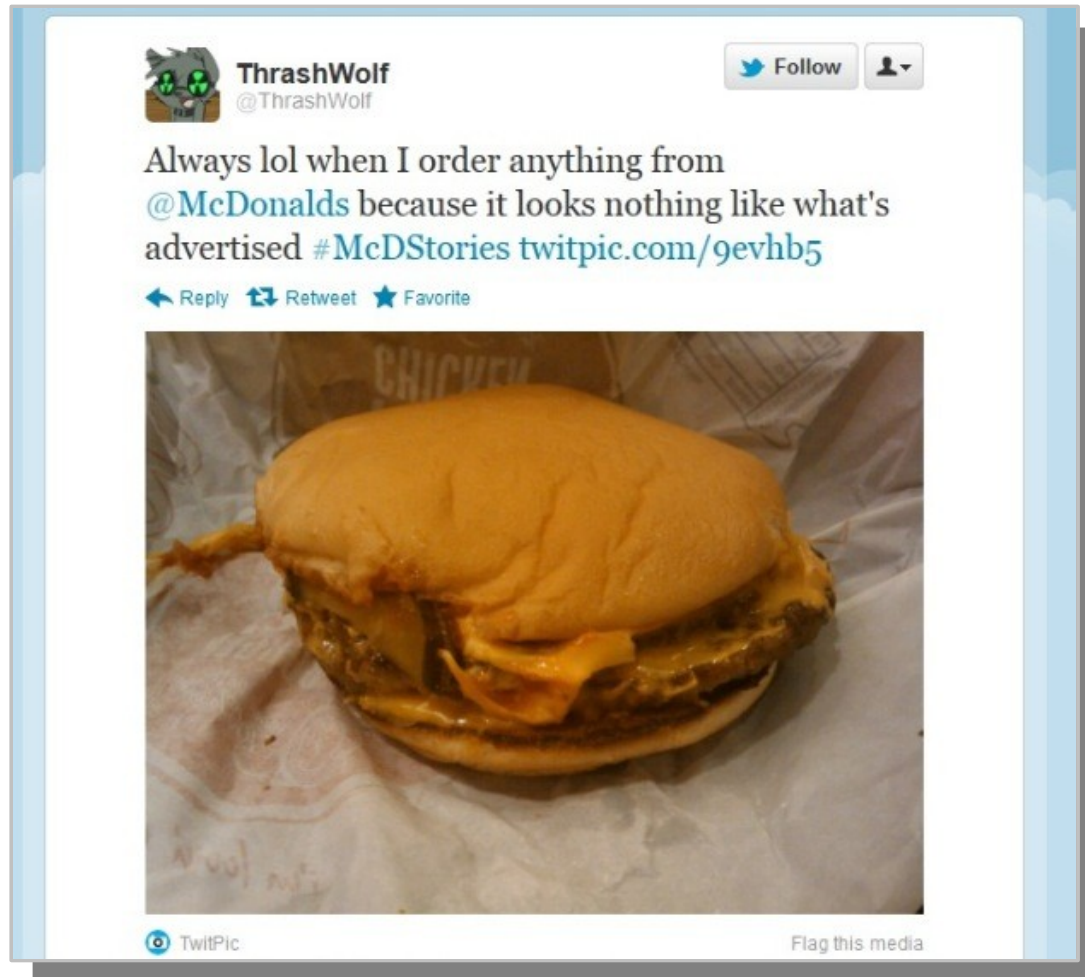 ThrashWolf
@ThrashWolf
Follow
Always lol when I order anything from
@McDonalds because it looks nothing like what's
advertised #McDStories twitpic.com/9evhb5
Reply Retweet Favorite
CHICKEN
TwitPic
Flag this media